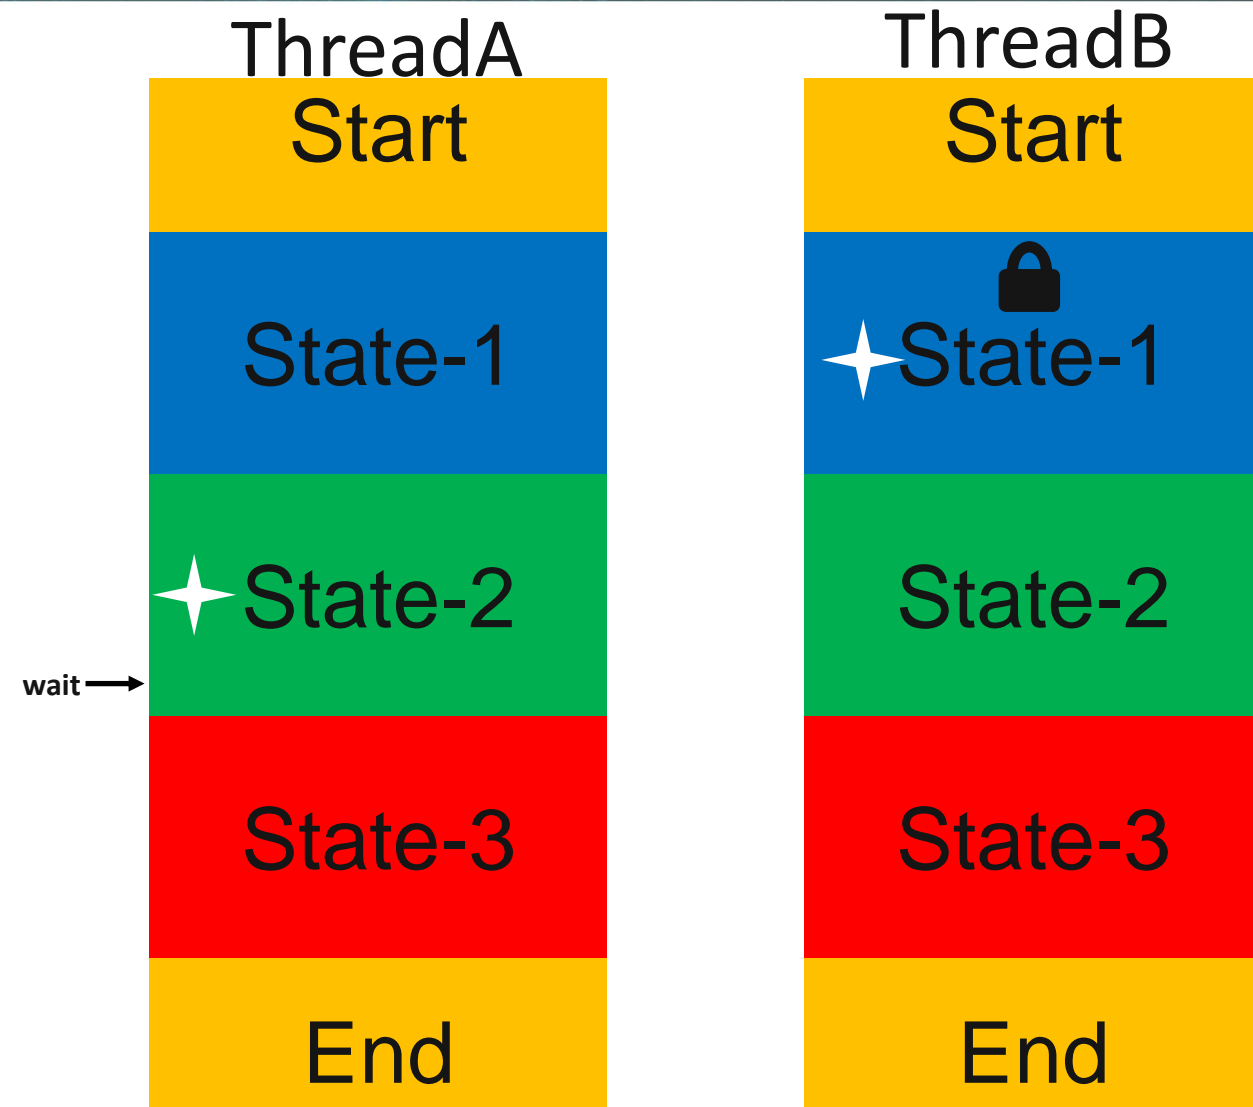 ThreadA
Start
State-1
State-2
wait
State-3
End
ThreadB
Start
State-1
State-2
State-3
End